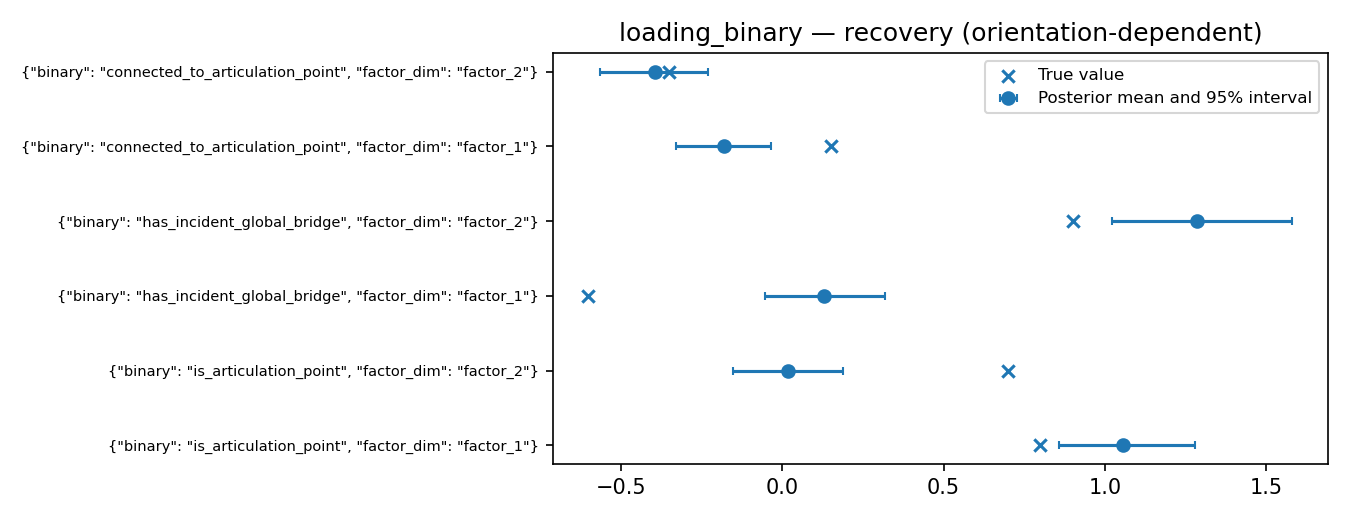 loading_binary — recovery (orientation-dependent)
{"binary": "connected_to_articulation_point", "factor_dim": "factor_2"}
{"binary": "connected_to_articulation_point", "factor_dim": "factor_1"}
{"binary": "has_incident_global_bridge", "factor_dim": "factor_2"}
{"binary": "has_incident_global_bridge", "factor_dim": "factor_1"}
{"binary": "is_articulation_point", "factor_dim": "factor_2"}
{"binary": "is_articulation_point", "factor_dim": "factor_1"}
True value
Posterior mean and 95% interval
−0.5 0.0 0.5 1.0 1.5